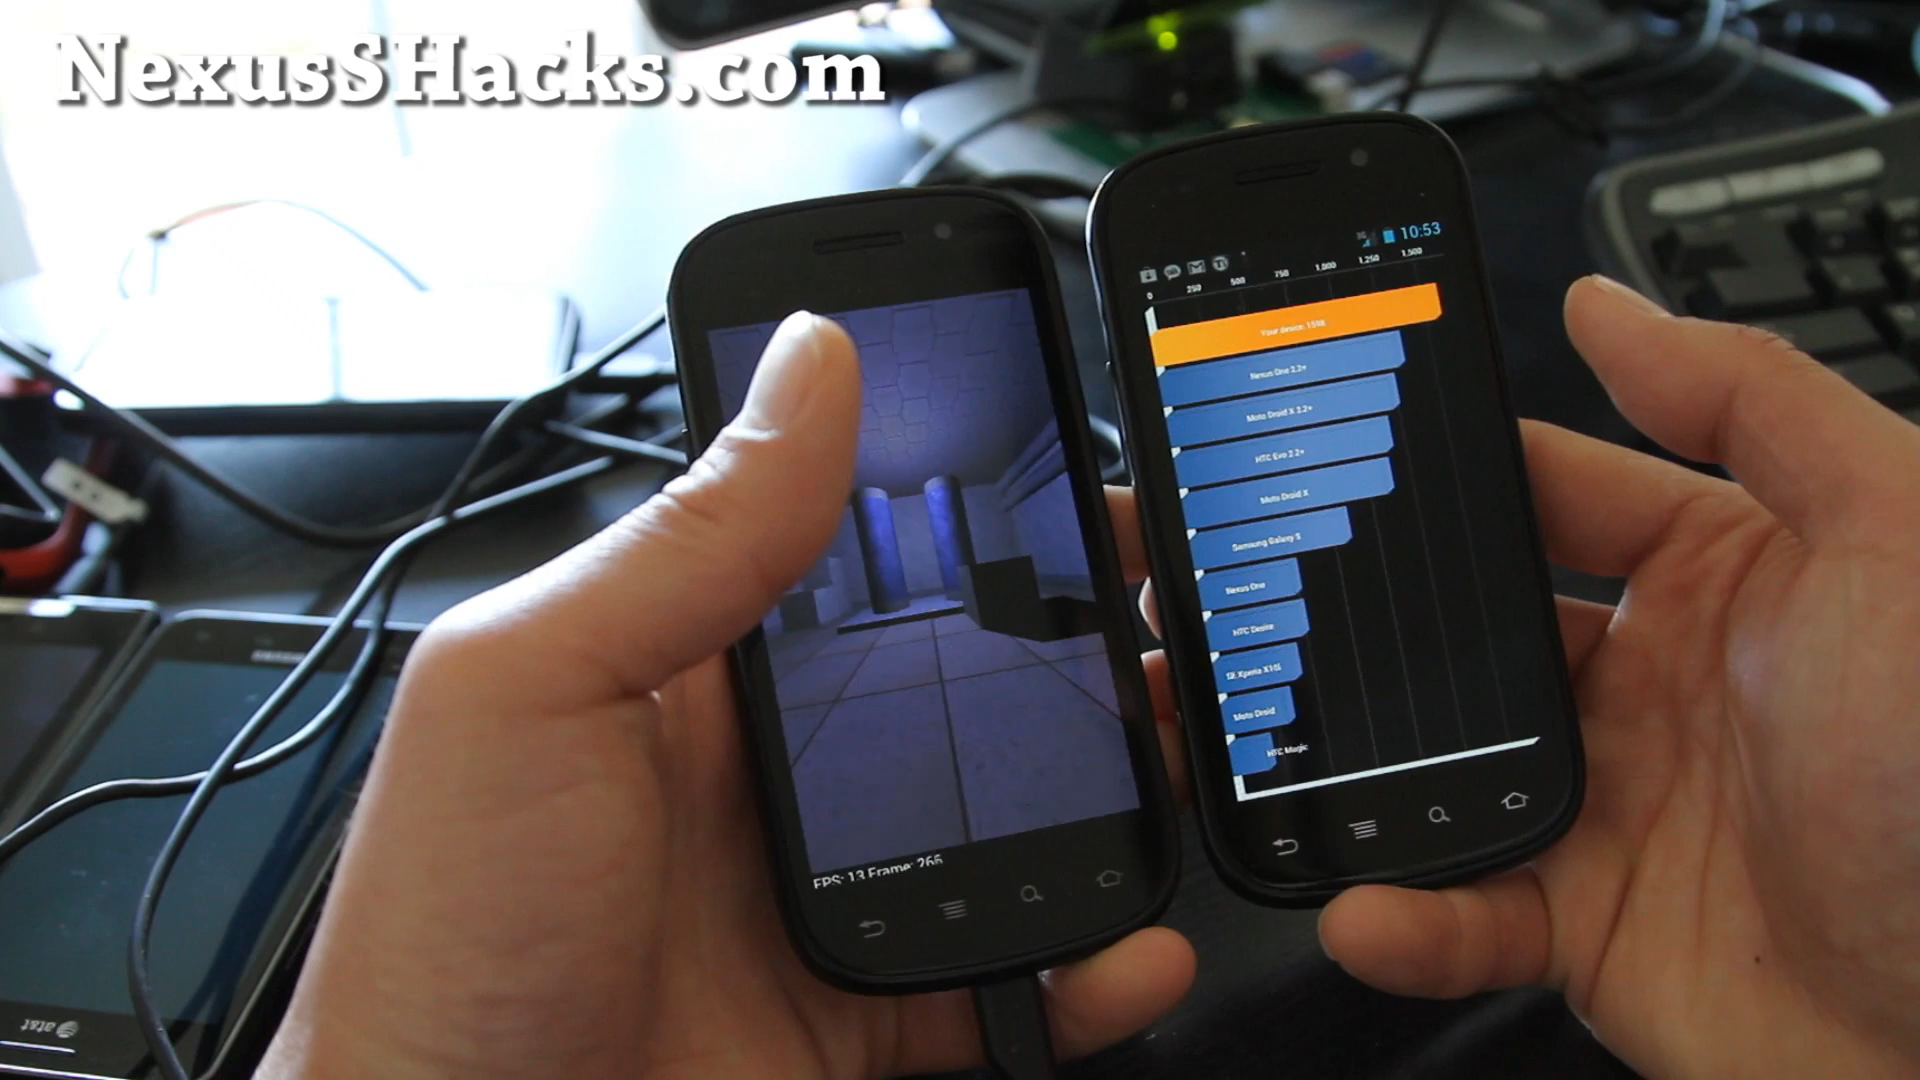 NexusSHacks.com
10:53
0 250 500 750 1,000 1,250 1,500
Your device:
Nexus One 2.2+
Moto Droid X 2.2+
HTC Evo 2.2+
Moto Droid X
Samsung Galaxy S
Nexus One
HTC Desire
SE Xperia X10i
Moto Droid
HTC Magic
FPS: 13 Frame: 266
at&t